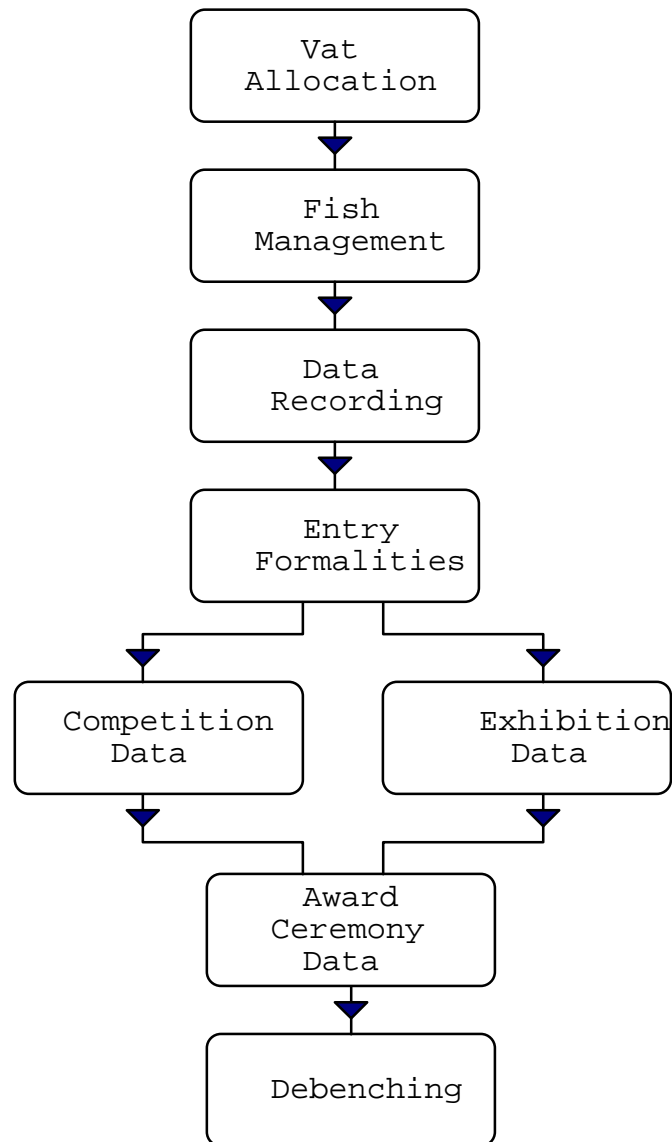 Vat
Allocation
Fish
Management
Data
Recording
Entry
Formalities
Competition
Data
Exhibition
Data
Award
Ceremony
Data
Debenching